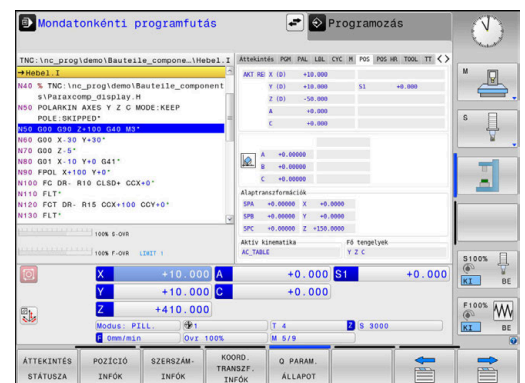 Mondatonkénti programfutás
Programozás
TNC:\nc_prog\demo\Bauteile_compone…\Hebel.I
→Hebel.I
N40 % TNC:\nc_prog\demo\Bauteile_component
s\Paraxcomp_display.H
N50 POLARKIN AXES Y Z C MODE:KEEP
POLE:SKIPPED*
N50 G00 G90 Z+100 G40 M3*
N60 G00 X-30 Y+30*
N70 G00 Z-5*
N80 G01 X-10 Y+0 G41*
N90 FPOL X+100 Y+0*
N100 FC DR- R10 CLSD+ CCX+0*
N110 FLT*
N120 FCT DR- R15 CCX+100 CCY+0*
N130 FLT*
100% S-OVR
100% F-OVR LIMIT 1
Áttekintés PGM PAL LBL CYC M POS POS HR TOOL TT
AKT RE X (D) +10.000
Y (D) +10.000 S1 +0.000
Z (D) -50.000
A +0.000
C +0.000
A +0.00000
B +0.00000
C +0.00000
Alaptranszformációk
SPA +0.00000 X +0.0000
SPB +0.00000 Y +0.0000
SPC +0.00000 Z +150.0000
Aktív kinematika Fő tengelyek
AC_TABLE Y Z C
X +10.000 A +0.000 S1 +0.000
Y +10.000 C +0.000
Z +410.000
Modus: PILL. 1 T 4 Z S 3000
F 0mm/min Ovr 100% M 5/9
M
S
S100%
KI BE
F100%
KI BE
ÁTTEKINTÉS STÁTUSZA
POZÍCIÓ INFÓK
SZERSZÁM- INFÓK
KOORD. TRANSZF. INFÓK
Q PARAM. ÁLLAPOT